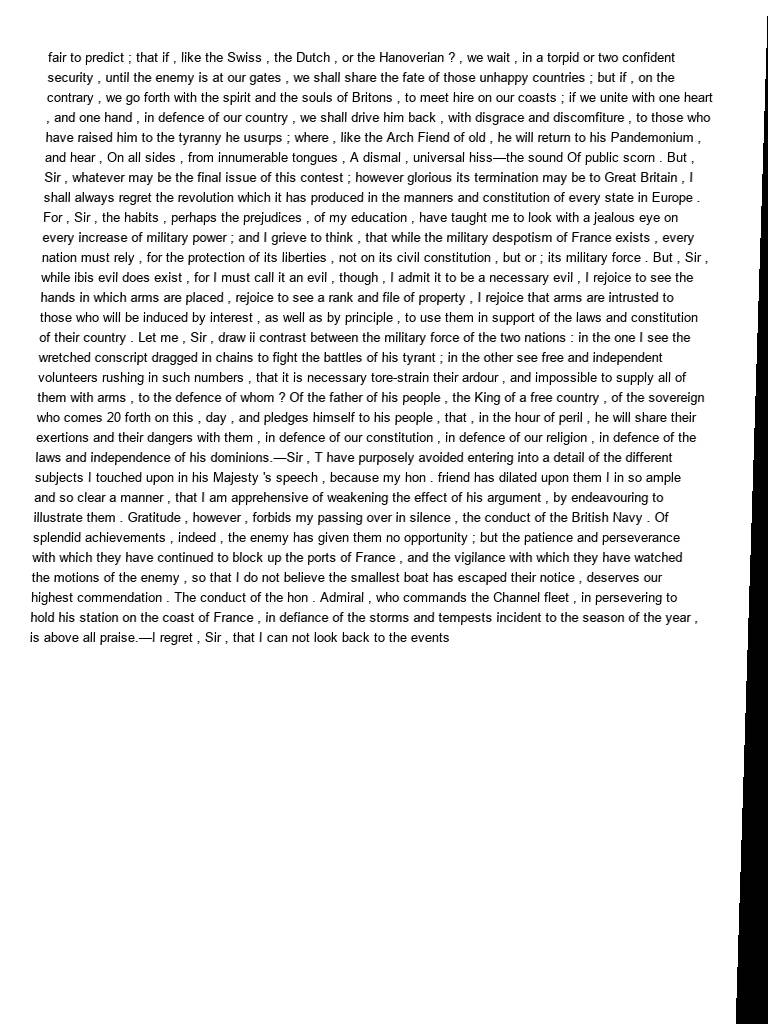 fair to predict ; that if , like the Swiss , the Dutch , or the Hanoverian ? , we wait , in a torpid or two confident
security , until the enemy is at our gates , we shall share the fate of those unhappy countries ; but if , on the
contrary , we go forth with the spirit and the souls of Britons , to meet hire on our coasts ; if we unite with one heart
, and one hand , in defence of our country , we shall drive him back , with disgrace and discomfiture , to those who
have raised him to the tyranny he usurps ; where , like the Arch Fiend of old , he will return to his Pandemonium ,
and hear , On all sides , from innumerable tongues , A dismal , universal hiss—the sound Of public scorn . But ,
Sir , whatever may be the final issue of this contest ; however glorious its termination may be to Great Britain , I
shall always regret the revolution which it has produced in the manners and constitution of every state in Europe .
For , Sir , the habits , perhaps the prejudices , of my education , have taught me to look with a jealous eye on
every increase of military power ; and I grieve to think , that while the military despotism of France exists , every
nation must rely , for the protection of its liberties , not on its civil constitution , but or ; its military force . But , Sir ,
while ibis evil does exist , for I must call it an evil , though , I admit it to be a necessary evil , I rejoice to see the
hands in which arms are placed , rejoice to see a rank and file of property , I rejoice that arms are intrusted to
those who will be induced by interest , as well as by principle , to use them in support of the laws and constitution
of their country . Let me , Sir , draw ii contrast between the military force of the two nations : in the one I see the
wretched conscript dragged in chains to fight the battles of his tyrant ; in the other see free and independent
volunteers rushing in such numbers , that it is necessary tore-strain their ardour , and impossible to supply all of
them with arms , to the defence of whom ? Of the father of his people , the King of a free country , of the sovereign
who comes 20 forth on this , day , and pledges himself to his people , that , in the hour of peril , he will share their
exertions and their dangers with them , in defence of our constitution , in defence of our religion , in defence of the
laws and independence of his dominions.—Sir , T have purposely avoided entering into a detail of the different
subjects I touched upon in his Majesty 's speech , because my hon . friend has dilated upon them I in so ample
and so clear a manner , that I am apprehensive of weakening the effect of his argument , by endeavouring to
illustrate them . Gratitude , however , forbids my passing over in silence , the conduct of the British Navy . Of
splendid achievements , indeed , the enemy has given them no opportunity ; but the patience and perseverance
with which they have continued to block up the ports of France , and the vigilance with which they have watched
the motions of the enemy , so that I do not believe the smallest boat has escaped their notice , deserves our
highest commendation . The conduct of the hon . Admiral , who commands the Channel fleet , in persevering to
hold his station on the coast of France , in defiance of the storms and tempests incident to the season of the year ,
is above all praise.—I regret , Sir , that I can not look back to the events